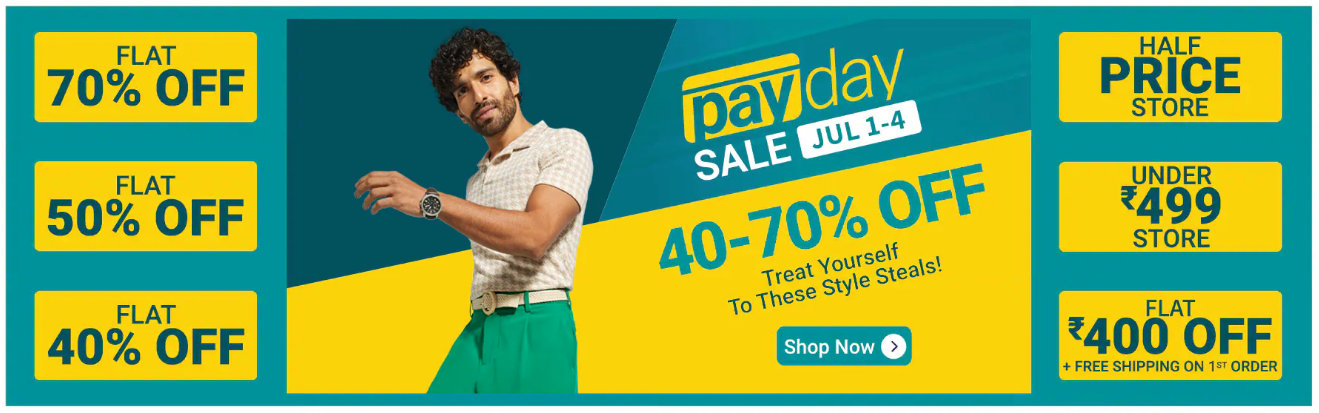 FLAT
70% OFF
FLAT
50% OFF
FLAT
40% OFF
payday
SALE JUL 1-4
40-70% OFF
Treat Yourself
To These Style Steals!
Shop Now
HALF
PRICE
STORE
UNDER
₹499
STORE
FLAT
₹400 OFF
+ FREE SHIPPING ON 1ST ORDER